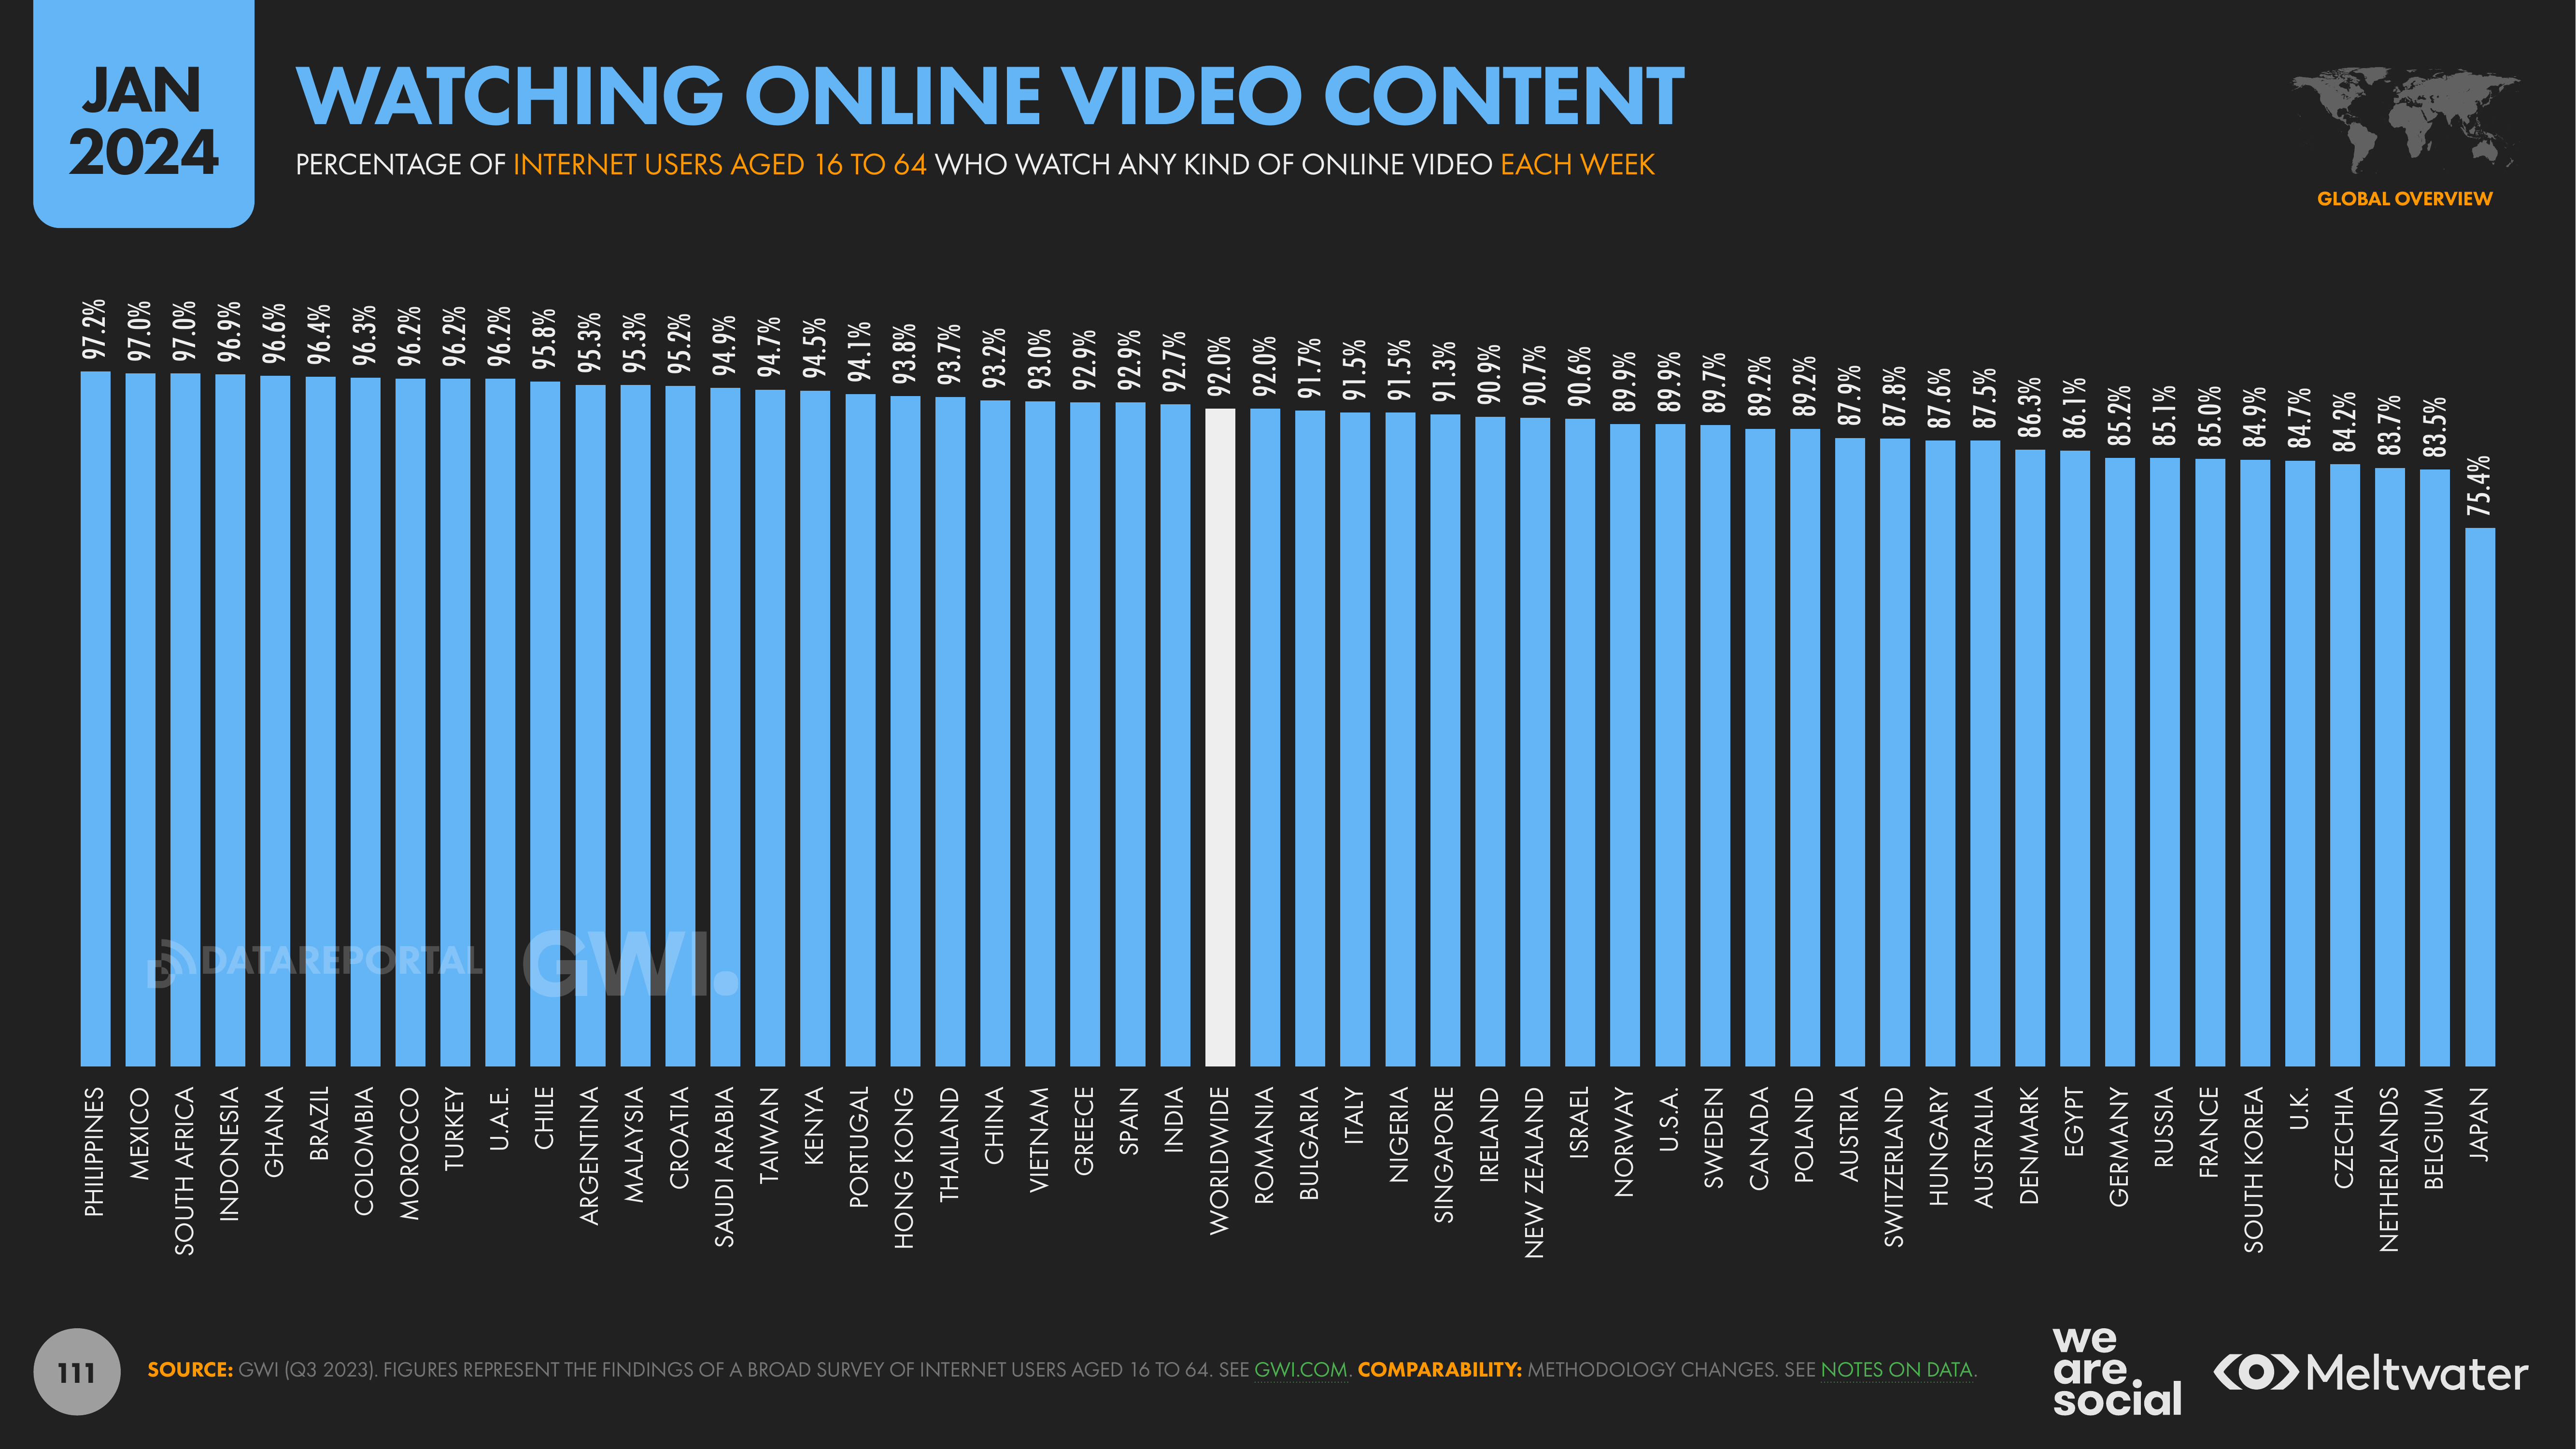 JAN
2024
WATCHING ONLINE VIDEO CONTENT
PERCENTAGE OF INTERNET USERS AGED 16 TO 64 WHO WATCH ANY KIND OF ONLINE VIDEO EACH WEEK
GLOBAL OVERVIEW
97.2%
97.0%
97.0%
96.9%
96.6%
96.4%
96.3%
96.2%
96.2%
96.2%
95.8%
95.3%
95.3%
95.2%
94.9%
94.7%
94.5%
94.1%
93.8%
93.7%
93.2%
93.0%
92.9%
92.9%
92.7%
92.0%
92.0%
91.7%
91.5%
91.5%
91.3%
90.9%
90.7%
90.6%
89.9%
89.9%
89.7%
89.2%
89.2%
87.9%
87.8%
87.6%
87.5%
86.3%
86.1%
85.2%
85.1%
85.0%
84.9%
84.7%
84.2%
83.7%
83.5%
75.4%
DATAREPORTAL
GWI.
PHILIPPINES
MEXICO
SOUTH AFRICA
INDONESIA
GHANA
BRAZIL
COLOMBIA
MOROCCO
TURKEY
U.A.E.
CHILE
ARGENTINA
MALAYSIA
CROATIA
SAUDI ARABIA
TAIWAN
KENYA
PORTUGAL
HONG KONG
THAILAND
CHINA
VIETNAM
GREECE
SPAIN
INDIA
WORLDWIDE
ROMANIA
BULGARIA
ITALY
NIGERIA
SINGAPORE
IRELAND
NEW ZEALAND
ISRAEL
NORWAY
U.S.A.
SWEDEN
CANADA
POLAND
AUSTRIA
SWITZERLAND
HUNGARY
AUSTRALIA
DENMARK
EGYPT
GERMANY
RUSSIA
FRANCE
SOUTH KOREA
U.K.
CZECHIA
NETHERLANDS
BELGIUM
JAPAN
111
SOURCE: GWI (Q3 2023). FIGURES REPRESENT THE FINDINGS OF A BROAD SURVEY OF INTERNET USERS AGED 16 TO 64. SEE GWI.COM. COMPARABILITY: METHODOLOGY CHANGES. SEE NOTES ON DATA.
we
are.
social
Meltwater